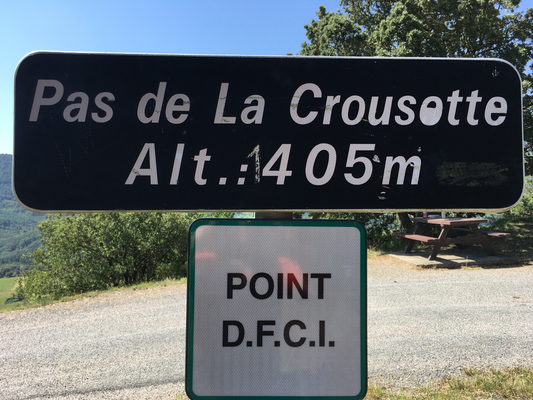 Pas de La Crousotte
Alt.:1405m
POINT
D.F.C.I.